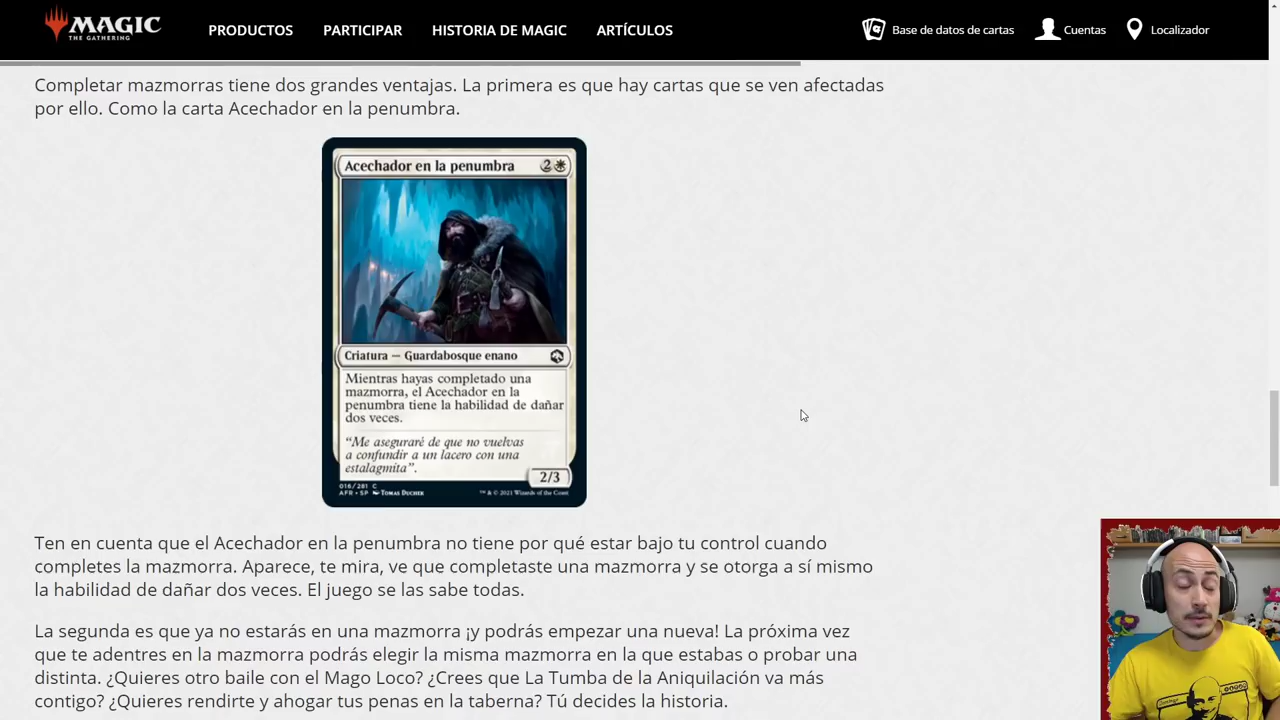 MAGIC
THE GATHERING
PRODUCTOS
PARTICIPAR
HISTORIA DE MAGIC
ARTÍCULOS
Base de datos de cartas
Cuentas
Localizador
Completar mazmorras tiene dos grandes ventajas. La primera es que hay cartas que se ven afectadas
por ello. Como la carta Acechador en la penumbra.
Acechador en la penumbra 2
Criatura — Guardabosque enano
Mientras hayas completado una
mazmorra, el Acechador en la
penumbra tiene la habilidad de dañar
dos veces.
“Me aseguraré de que no vuelvas
a confundir a un lacero con una
estalagmita”.
2/3
016/281 C
AFR • SP TOMAS DUCHEK
™ & © 2021 Wizards of the Coast
Ten en cuenta que el Acechador en la penumbra no tiene por qué estar bajo tu control cuando
completes la mazmorra. Aparece, te mira, ve que completaste una mazmorra y se otorga a sí mismo
la habilidad de dañar dos veces. El juego se las sabe todas.
La segunda es que ya no estarás en una mazmorra ¡y podrás empezar una nueva! La próxima vez
que te adentres en la mazmorra podrás elegir la misma mazmorra en la que estabas o probar una
distinta. ¿Quieres otro baile con el Mago Loco? ¿Crees que La Tumba de la Aniquilación va más
contigo? ¿Quieres rendirte y ahogar tus penas en la taberna? Tú decides la historia.